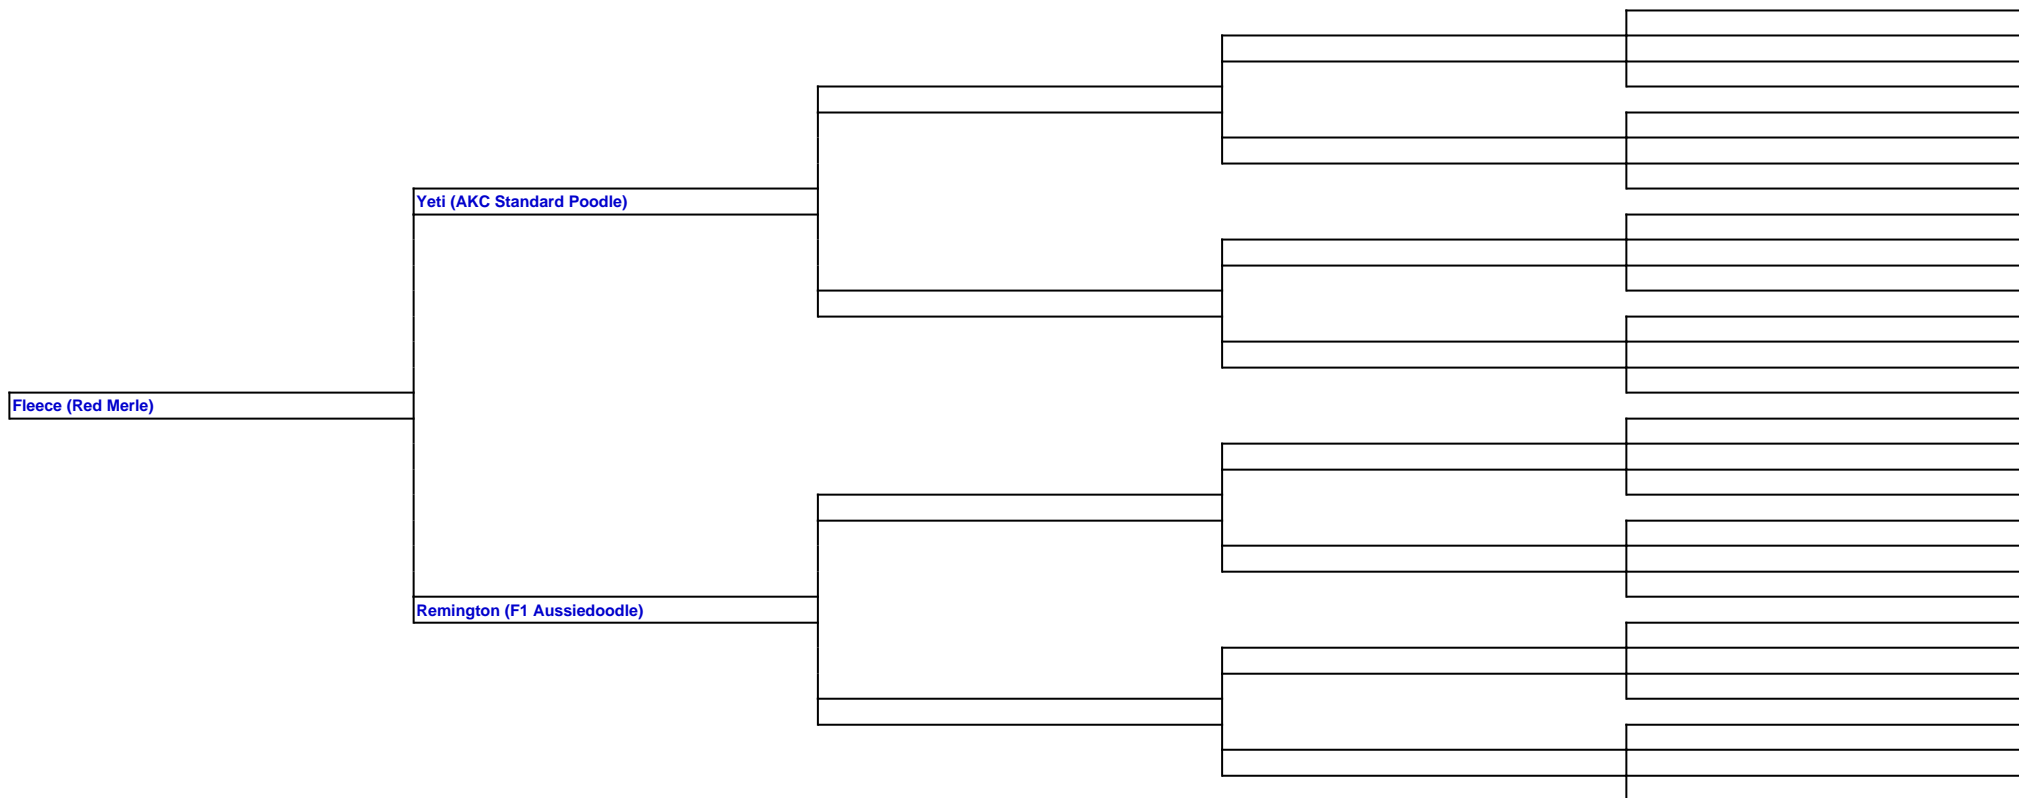 Yeti (AKC Standard Poodle)
Fleece (Red Merle)
Remington (F1 Aussiedoodle)